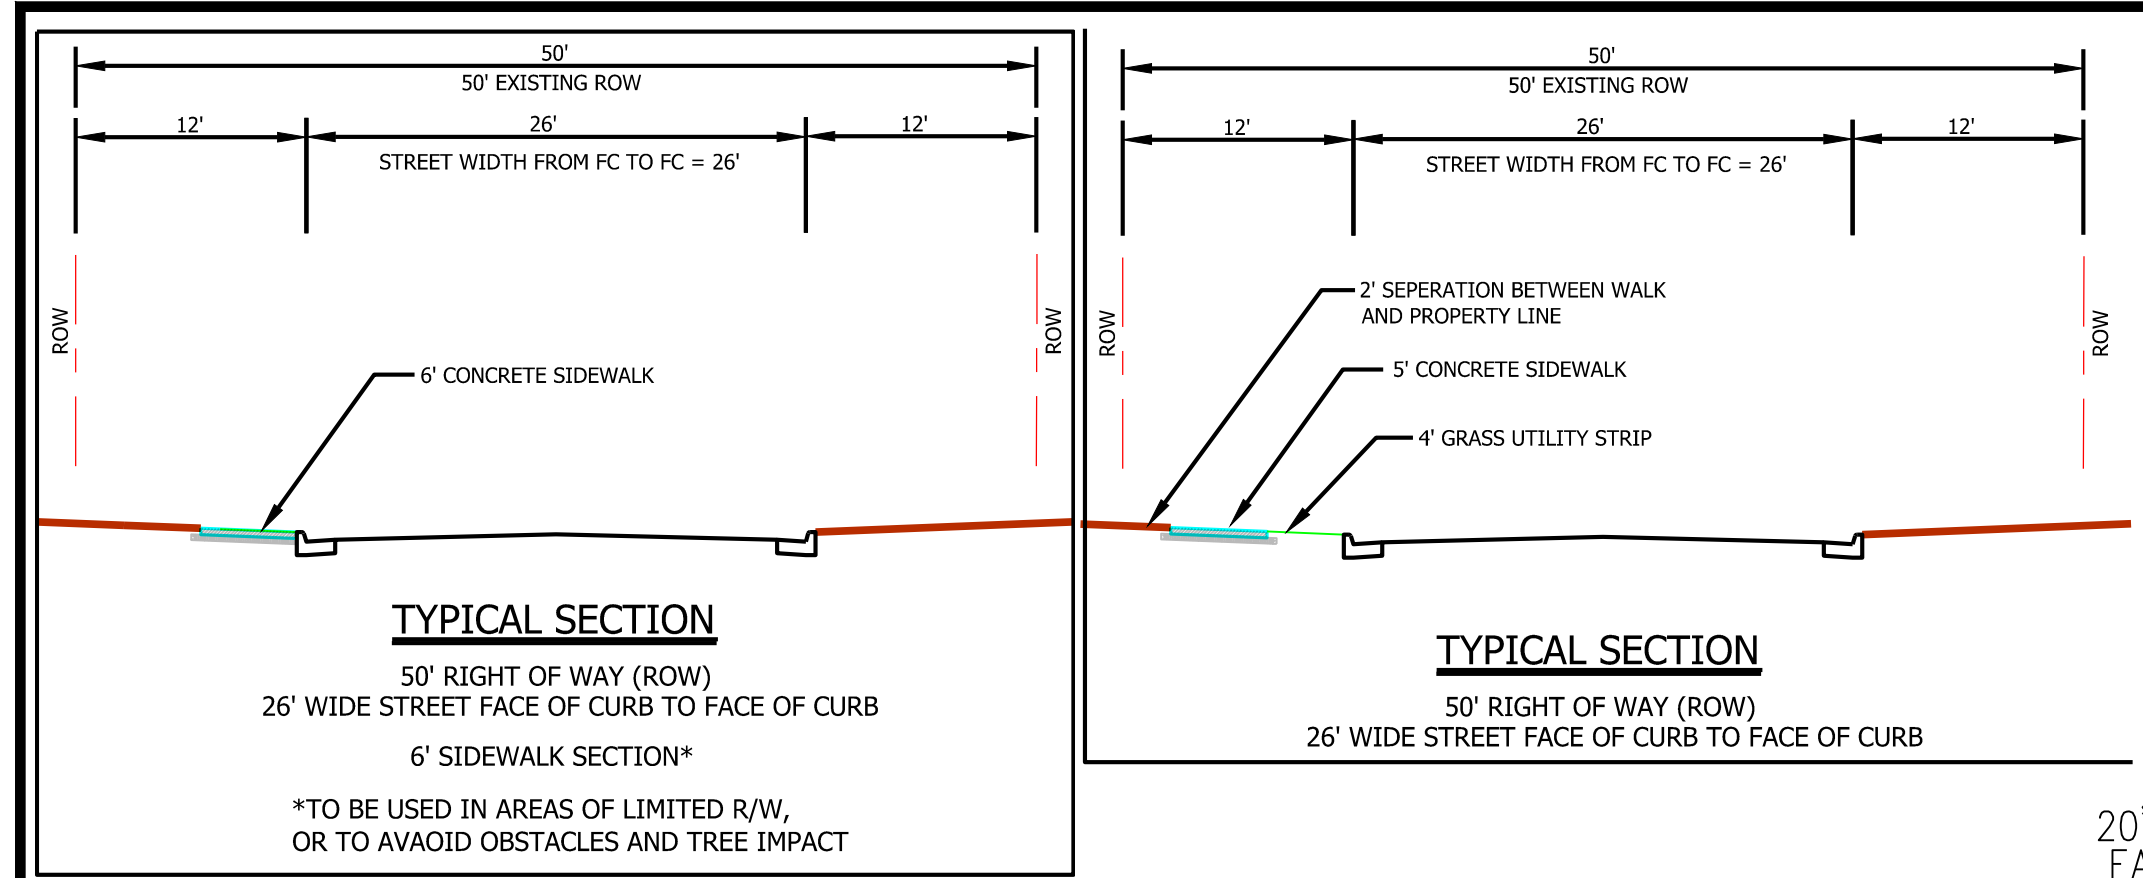 50'
50' EXISTING ROW
12'
26'
12'
STREET WIDTH FROM FC TO FC = 26'
ROW
ROW
6' CONCRETE SIDEWALK
TYPICAL SECTION
50' RIGHT OF WAY (ROW)
26' WIDE STREET FACE OF CURB TO FACE OF CURB
6' SIDEWALK SECTION*
*TO BE USED IN AREAS OF LIMITED R/W,
OR TO AVAOID OBSTACLES AND TREE IMPACT
50'
50' EXISTING ROW
12'
26'
12'
STREET WIDTH FROM FC TO FC = 26'
ROW
ROW
2' SEPERATION BETWEEN WALK
AND PROPERTY LINE
5' CONCRETE SIDEWALK
4' GRASS UTILITY STRIP
TYPICAL SECTION
50' RIGHT OF WAY (ROW)
26' WIDE STREET FACE OF CURB TO FACE OF CURB
20'